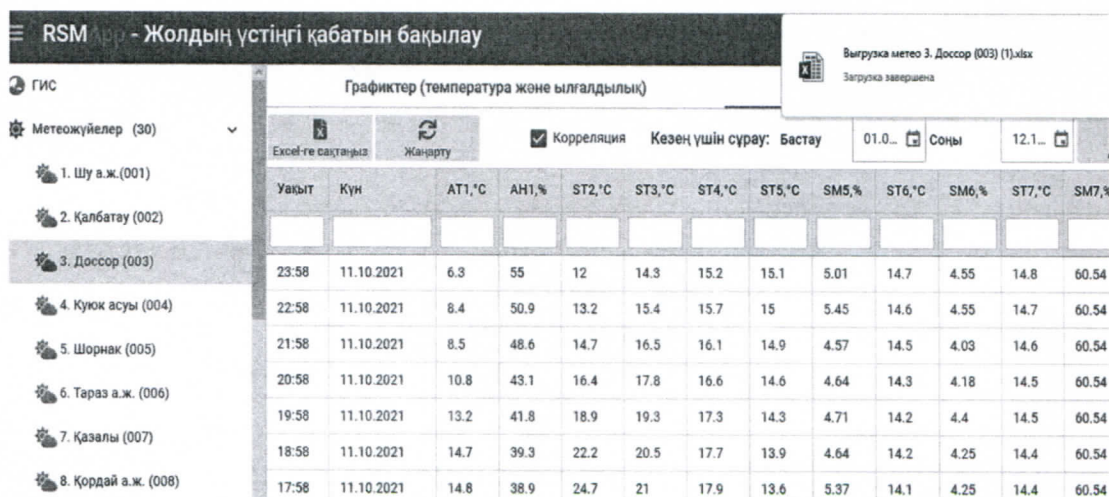 RSM App - Жолдың үстіңгі қабатын бақылау
Выгрузка метео 3. Доссор (003) (1).xlsx
Загрузка завершена
ГИС
Метеожүйелер (30)
1. Шу а.ж.(001)
2. Қалбатау (002)
3. Доссор (003)
4. Куюк асуы (004)
5. Шорнак (005)
6. Тараз а.ж. (006)
7. Қазалы (007)
8. Қордай а.ж. (008)
Графиктер (температура және ылғалдылық)
Excel-ге сақтаңыз Жаңарту Корреляция Кезең үшін сұрау: Бастау 01.0... Соңы 12.1...
Уақыт Күн AT1,°C AH1,% ST2,°C ST3,°C ST4,°C ST5,°C SM5,% ST6,°C SM6,% ST7,°C SM7,%
23:58 11.10.2021 6.3 55 12 14.3 15.2 15.1 5.01 14.7 4.55 14.8 60.54
22:58 11.10.2021 8.4 50.9 13.2 15.4 15.7 15 5.45 14.6 4.55 14.7 60.54
21:58 11.10.2021 8.5 48.6 14.7 16.5 16.1 14.9 4.57 14.5 4.03 14.6 60.54
20:58 11.10.2021 10.8 43.1 16.4 17.8 16.6 14.6 4.64 14.3 4.18 14.5 60.54
19:58 11.10.2021 13.2 41.8 18.9 19.3 17.3 14.3 4.71 14.2 4.4 14.5 60.54
18:58 11.10.2021 14.7 39.3 22.2 20.5 17.7 13.9 4.64 14.2 4.25 14.4 60.54
17:58 11.10.2021 14.8 38.9 24.7 21 17.9 13.6 5.37 14.1 4.25 14.4 60.54